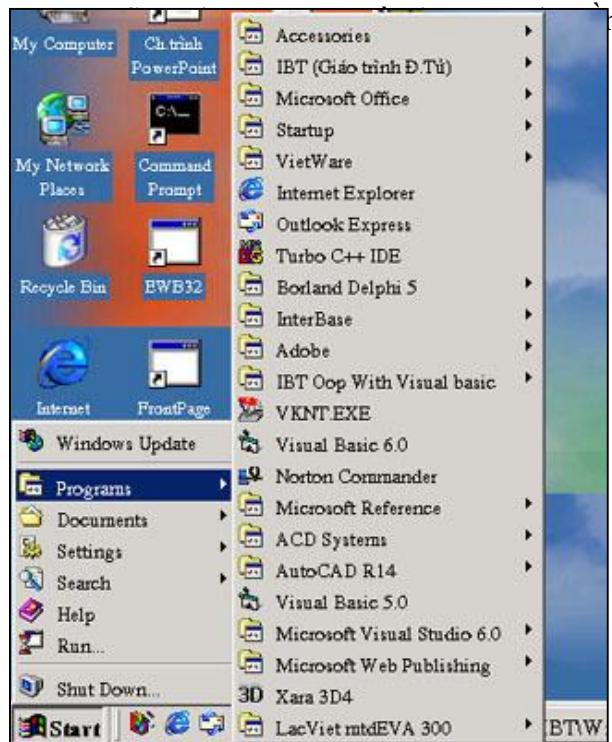 My Computer
Ch.trình
PowerPoint
My Network
Places
Command
Prompt
Recycle Bin
EWB32
Internet
FrontPage
Windows Update
Programs
Documents
Settings
Search
Help
Run...
Shut Down...
Start
Accessories
IBT (Giáo trình Đ.Tử)
Microsoft Office
Startup
VietWare
Internet Explorer
Outlook Express
Turbo C++ IDE
Borland Delphi 5
InterBase
Adobe
IBT Oop With Visual basic
VKNT.EXE
Visual Basic 6.0
Norton Commander
Microsoft Reference
ACD Systems
AutoCAD R14
Visual Basic 5.0
Microsoft Visual Studio 6.0
Microsoft Web Publishing
3D Xara 3D4
LacViet mtdEVA 300
IBT\W